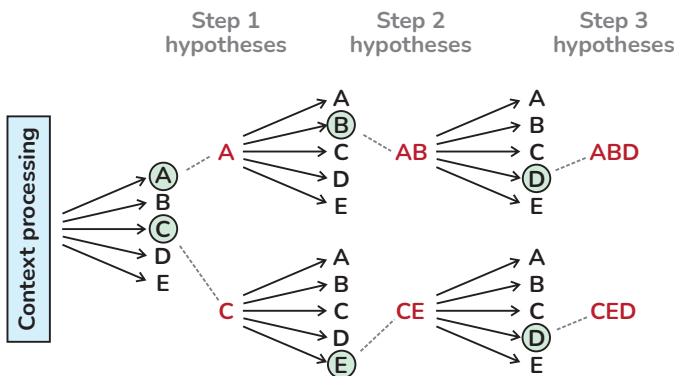 Step 1
hypotheses
Step 2
hypotheses
Step 3
hypotheses
Context processing
A
B
C
D
E
A
C
A
B
C
D
E
A
B
C
D
E
AB
CE
A
B
C
D
E
A
B
C
D
E
ABD
CED